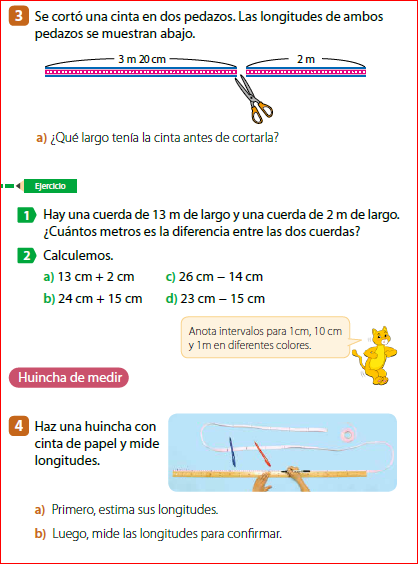 3 Se cortó una cinta en dos pedazos. Las longitudes de ambos
pedazos se muestran abajo.
3 m 20 cm 2 m
a) ¿Qué largo tenía la cinta antes de cortarla?
Ejercicio
1 Hay una cuerda de 13 m de largo y una cuerda de 2 m de largo.
¿Cuántos metros es la diferencia entre las dos cuerdas?
2 Calculemos.
a) 13 cm + 2 cm c) 26 cm − 14 cm
b) 24 cm + 15 cm d) 23 cm − 15 cm
Anota intervalos para 1cm, 10 cm
y 1m en diferentes colores.
Huincha de medir
4 Haz una huincha con
cinta de papel y mide
longitudes.
a) Primero, estima sus longitudes.
b) Luego, mide las longitudes para confirmar.